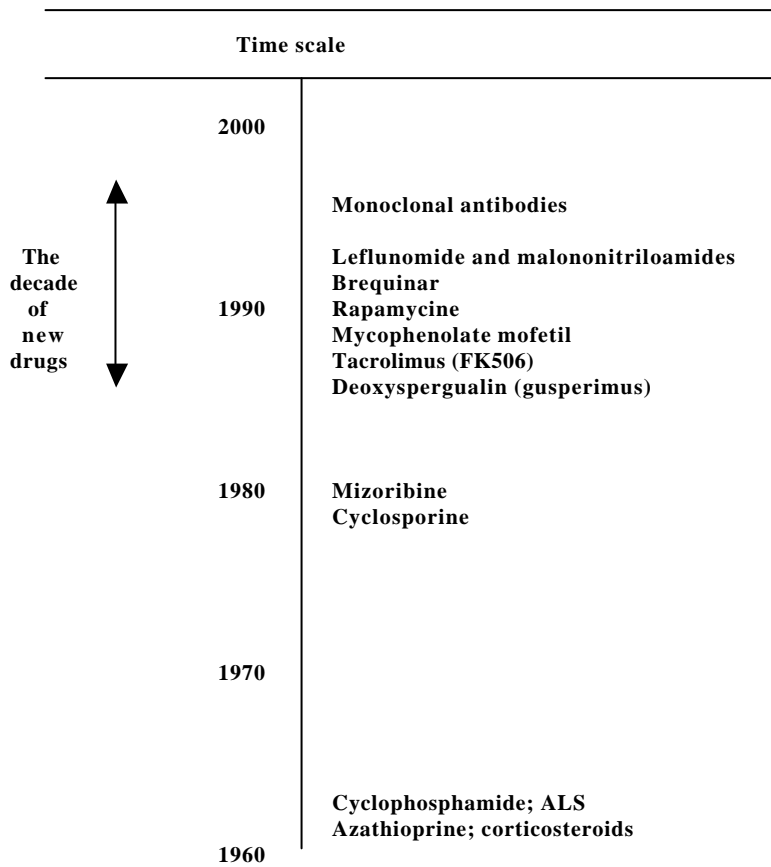 Time scale
2000
Monoclonal antibodies
The
decade
of
new
drugs
Leflunomide and malononitriloamides
Brequinar
1990
Rapamycine
Mycophenolate mofetil
Tacrolimus (FK506)
Deoxyspergualin (gusperimus)
1980
Mizoribine
Cyclosporine
1970
Cyclophosphamide; ALS
Azathioprine; corticosteroids
1960